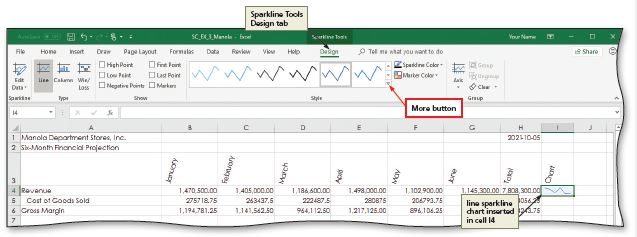 Sparkline Tools
Design tab
AutoSave
SC_EX_3_Manola - Excel
Sparkline Tools
Your Name
File Home Insert Draw Page Layout Formulas Data Review View Help Design Tell me what you want to do Share
Edit Data Line Column Win/Loss
High Point First Point
Low Point Last Point
Negative Points Markers
Sparkline Color
Marker Color
Axis
Group
Ungroup
Clear
Sparkline Type Show Style Group
More button
I4
A B C D E F G H I J
1 Manola Department Stores, Inc. 2021-10-05
2 Six-Month Financial Projection
3 January February March April May June Total Chart
4 Revenue 1,470,500.00 1,405,000.00 1,186,600.00 1,498,000.00 1,102,900.00 1,145,300.00 7,808,300.00
5 Cost of Goods Sold 275718.75 263437.5 222487.5 280875 206793.75
6 Gross Margin 1,194,781.25 1,141,562.50 964,112.50 1,217,125.00 896,106.25
7
line sparkline
chart inserted
in cell I4